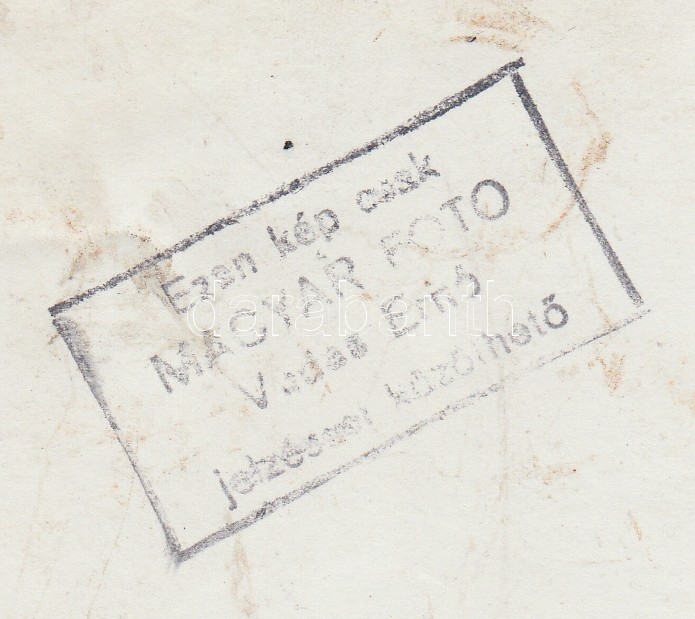 Ezen kép csak
MAGYAR FOTO
Vadas Ernő
jelzéssel közölhető
darabanth